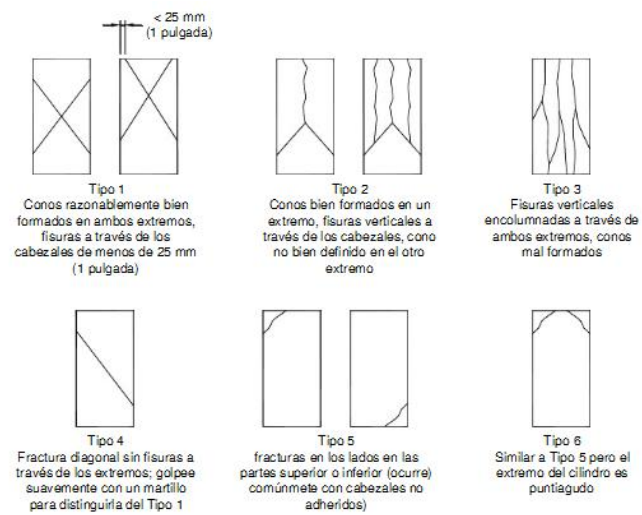 < 25 mm
(1 pulgada)
Tipo 1
Conos razonablemente bien
formados en ambos extremos,
fisuras a través de los
cabezales de menos de 25 mm
(1 pulgada)
Tipo 2
Conos bien formados en un
extremo, fisuras verticales a
través de los cabezales, cono
no bien definido en el otro
extremo
Tipo 3
Fisuras verticales
encolumnadas a través de
ambos extremos, conos
mal formados
Tipo 4
Fractura diagonal sin fisuras a
través de los extremos; golpee
suavemente con un martillo
para distinguirla del Tipo 1
Tipo 5
fracturas en los lados en las
partes superior o inferior (ocurre)
comúnmete con cabezales no
adheridos)
Tipo 6
Similar a Tipo 5 pero el
extremo del cilindro es
puntiagudo